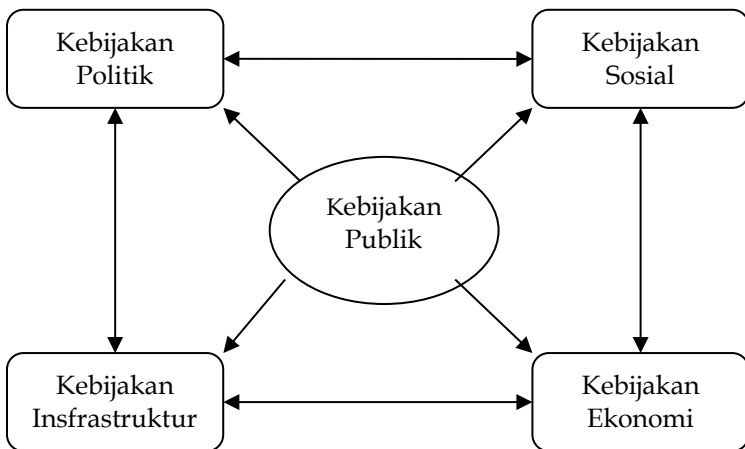 Kebijakan
Politik
Kebijakan
Sosial
Kebijakan
Publik
Kebijakan
Insfrastruktur
Kebijakan
Ekonomi